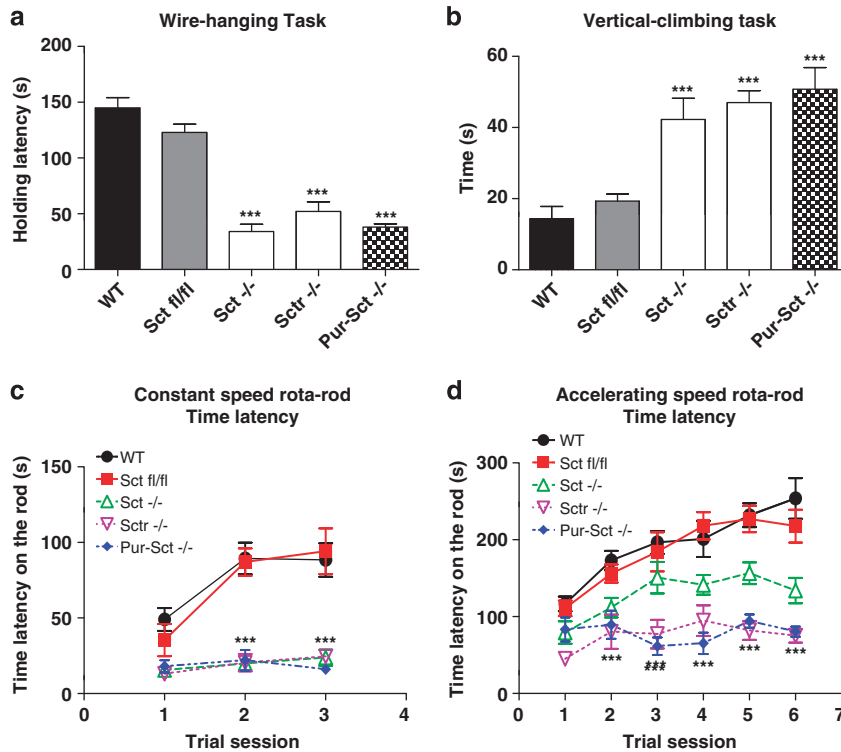 a
Wire-hanging Task
Holding latency (s)
200
150
100
50
0
***
***
***
WT
Sct fl/fl
Sct -/-
Sctr -/-
Pur-Sct -/-
b
Vertical-climbing task
Time (s)
60
40
20
0
***
***
***
WT
Sct fl/fl
Sct -/-
Sctr -/-
Pur-Sct -/-
c
Constant speed rota-rod
Time latency
WT
Sct fl/fl
Sct -/-
Sctr -/-
Pur-Sct -/-
Time latency on the rod (s)
150
100
50
0
***
***
0 1 2 3 4
Trial session
d
Accelerating speed rota-rod
Time latency
WT
Sct fl/fl
Sct -/-
Sctr -/-
Pur-Sct -/-
Time latency on the rod (s)
300
200
100
0
***
***
***
***
***
***
0 1 2 3 4 5 6 7
Trial session